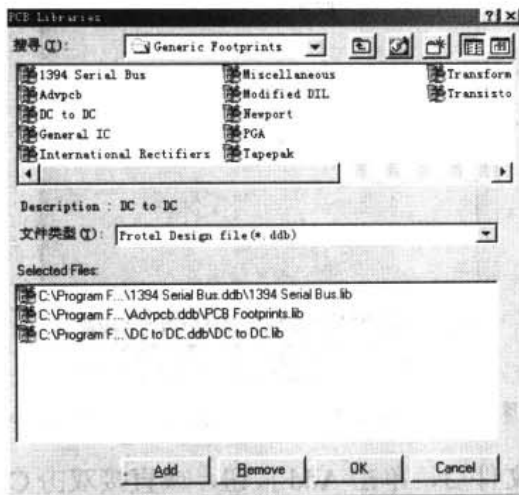 PCB Libraries
搜寻(I): Generic Footprints
1394 Serial Bus Miscellaneous Transform
Advpcb Modified DIL Transisto
DC to DC Newport
General IC PGA
International Rectifiers Tapepak
Description : DC to DC
文件类型(T): Protel Design file(*.ddb)
Selected Files:
C:\Program F...\1394 Serial Bus.ddb\1394 Serial Bus.lib
C:\Program F...\Advpcb.ddb\PCB Footprints.lib
C:\Program F...\DC to DC.ddb\DC to DC.lib
Add Remove OK Cancel